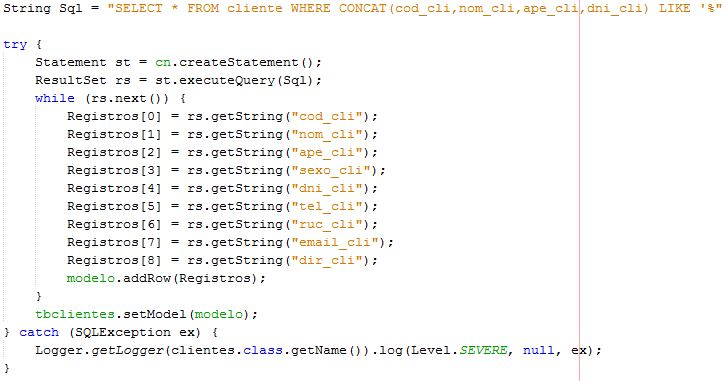 String Sql = "SELECT * FROM cliente WHERE CONCAT(cod_cli,nom_cli,ape_cli,dni_cli) LIKE '%"
try {
Statement st = cn.createStatement();
ResultSet rs = st.executeQuery(Sql);
while (rs.next()) {
Registros[0] = rs.getString("cod_cli");
Registros[1] = rs.getString("nom_cli");
Registros[2] = rs.getString("ape_cli");
Registros[3] = rs.getString("sexo_cli");
Registros[4] = rs.getString("dni_cli");
Registros[5] = rs.getString("tel_cli");
Registros[6] = rs.getString("ruc_cli");
Registros[7] = rs.getString("email_cli");
Registros[8] = rs.getString("dir_cli");
modelo.addRow(Registros);
}
tbclientes.setModel(modelo);
} catch (SQLException ex) {
Logger.getLogger(clientes.class.getName()).log(Level.SEVERE, null, ex);
}